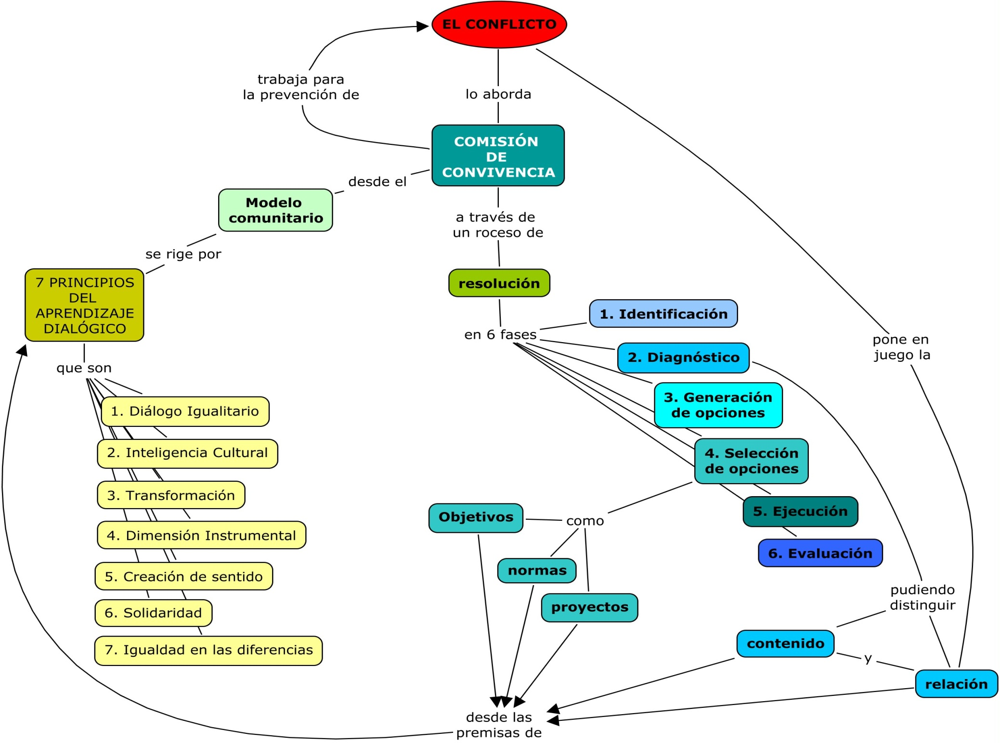 EL CONFLICTO
trabaja para
la prevención de
lo aborda
COMISIÓN
DE
CONVIVENCIA
desde el
Modelo
comunitario
a través de
un roceso de
se rige por
7 PRINCIPIOS
DEL
APRENDIZAJE
DIALÓGICO
resolución
en 6 fases
1. Identificación
2. Diagnóstico
3. Generación
de opciones
4. Selección
de opciones
5. Ejecución
6. Evaluación
pone en
juego la
que son
1. Diálogo Igualitario
2. Inteligencia Cultural
3. Transformación
4. Dimensión Instrumental
5. Creación de sentido
6. Solidaridad
7. Igualdad en las diferencias
Objetivos
como
normas
proyectos
pudiendo
distinguir
contenido
y
relación
desde las
premisas de